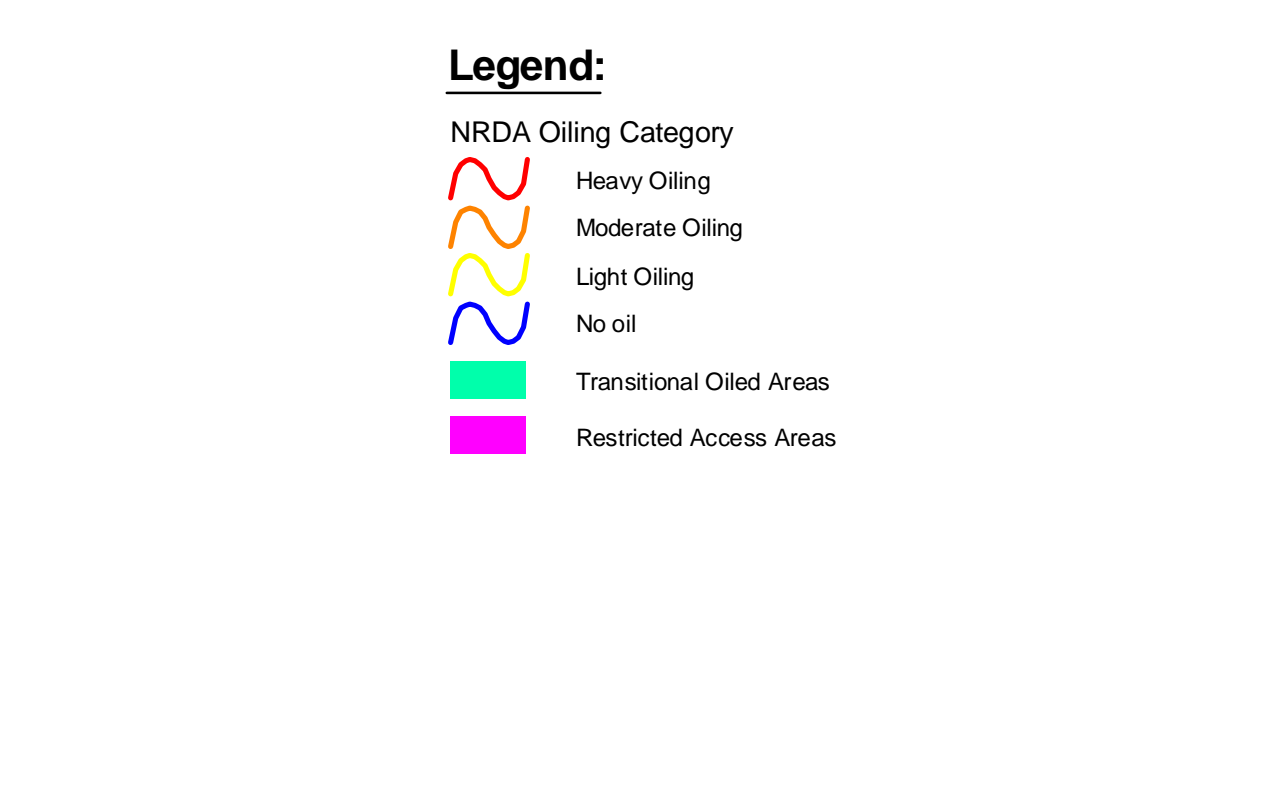 Legend:
NRDA Oiling Category
Heavy Oiling
Moderate Oiling
Light Oiling
No oil
Transitional Oiled Areas
Restricted Access Areas